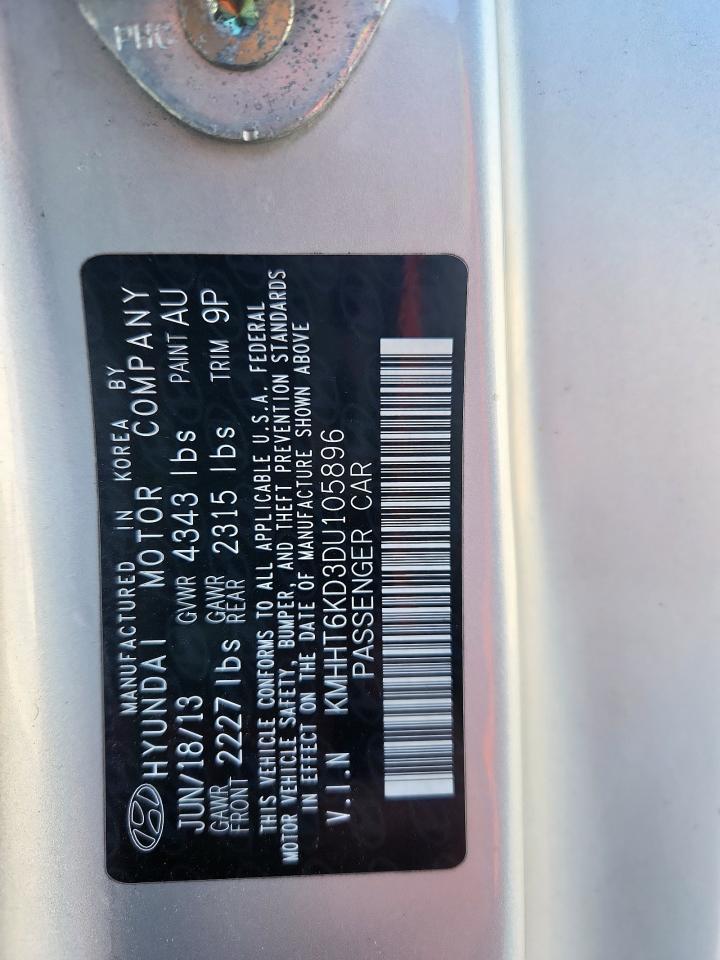 PHC
MANUFACTURED IN KOREA BY
HYUNDAI MOTOR COMPANY
JUN/18/13 GVWR 4343 lbs PAINT AU
GAWR FRONT 2227 lbs GAWR REAR 2315 lbs TRIM 9P
THIS VEHICLE CONFORMS TO ALL APPLICABLE U.S.A. FEDERAL
MOTOR VEHICLE SAFETY, BUMPER, AND THEFT PREVENTION STANDARDS
IN EFFECT ON THE DATE OF MANUFACTURE SHOWN ABOVE
V.I.N KMHHT6KD3DU105896
PASSENGER CAR